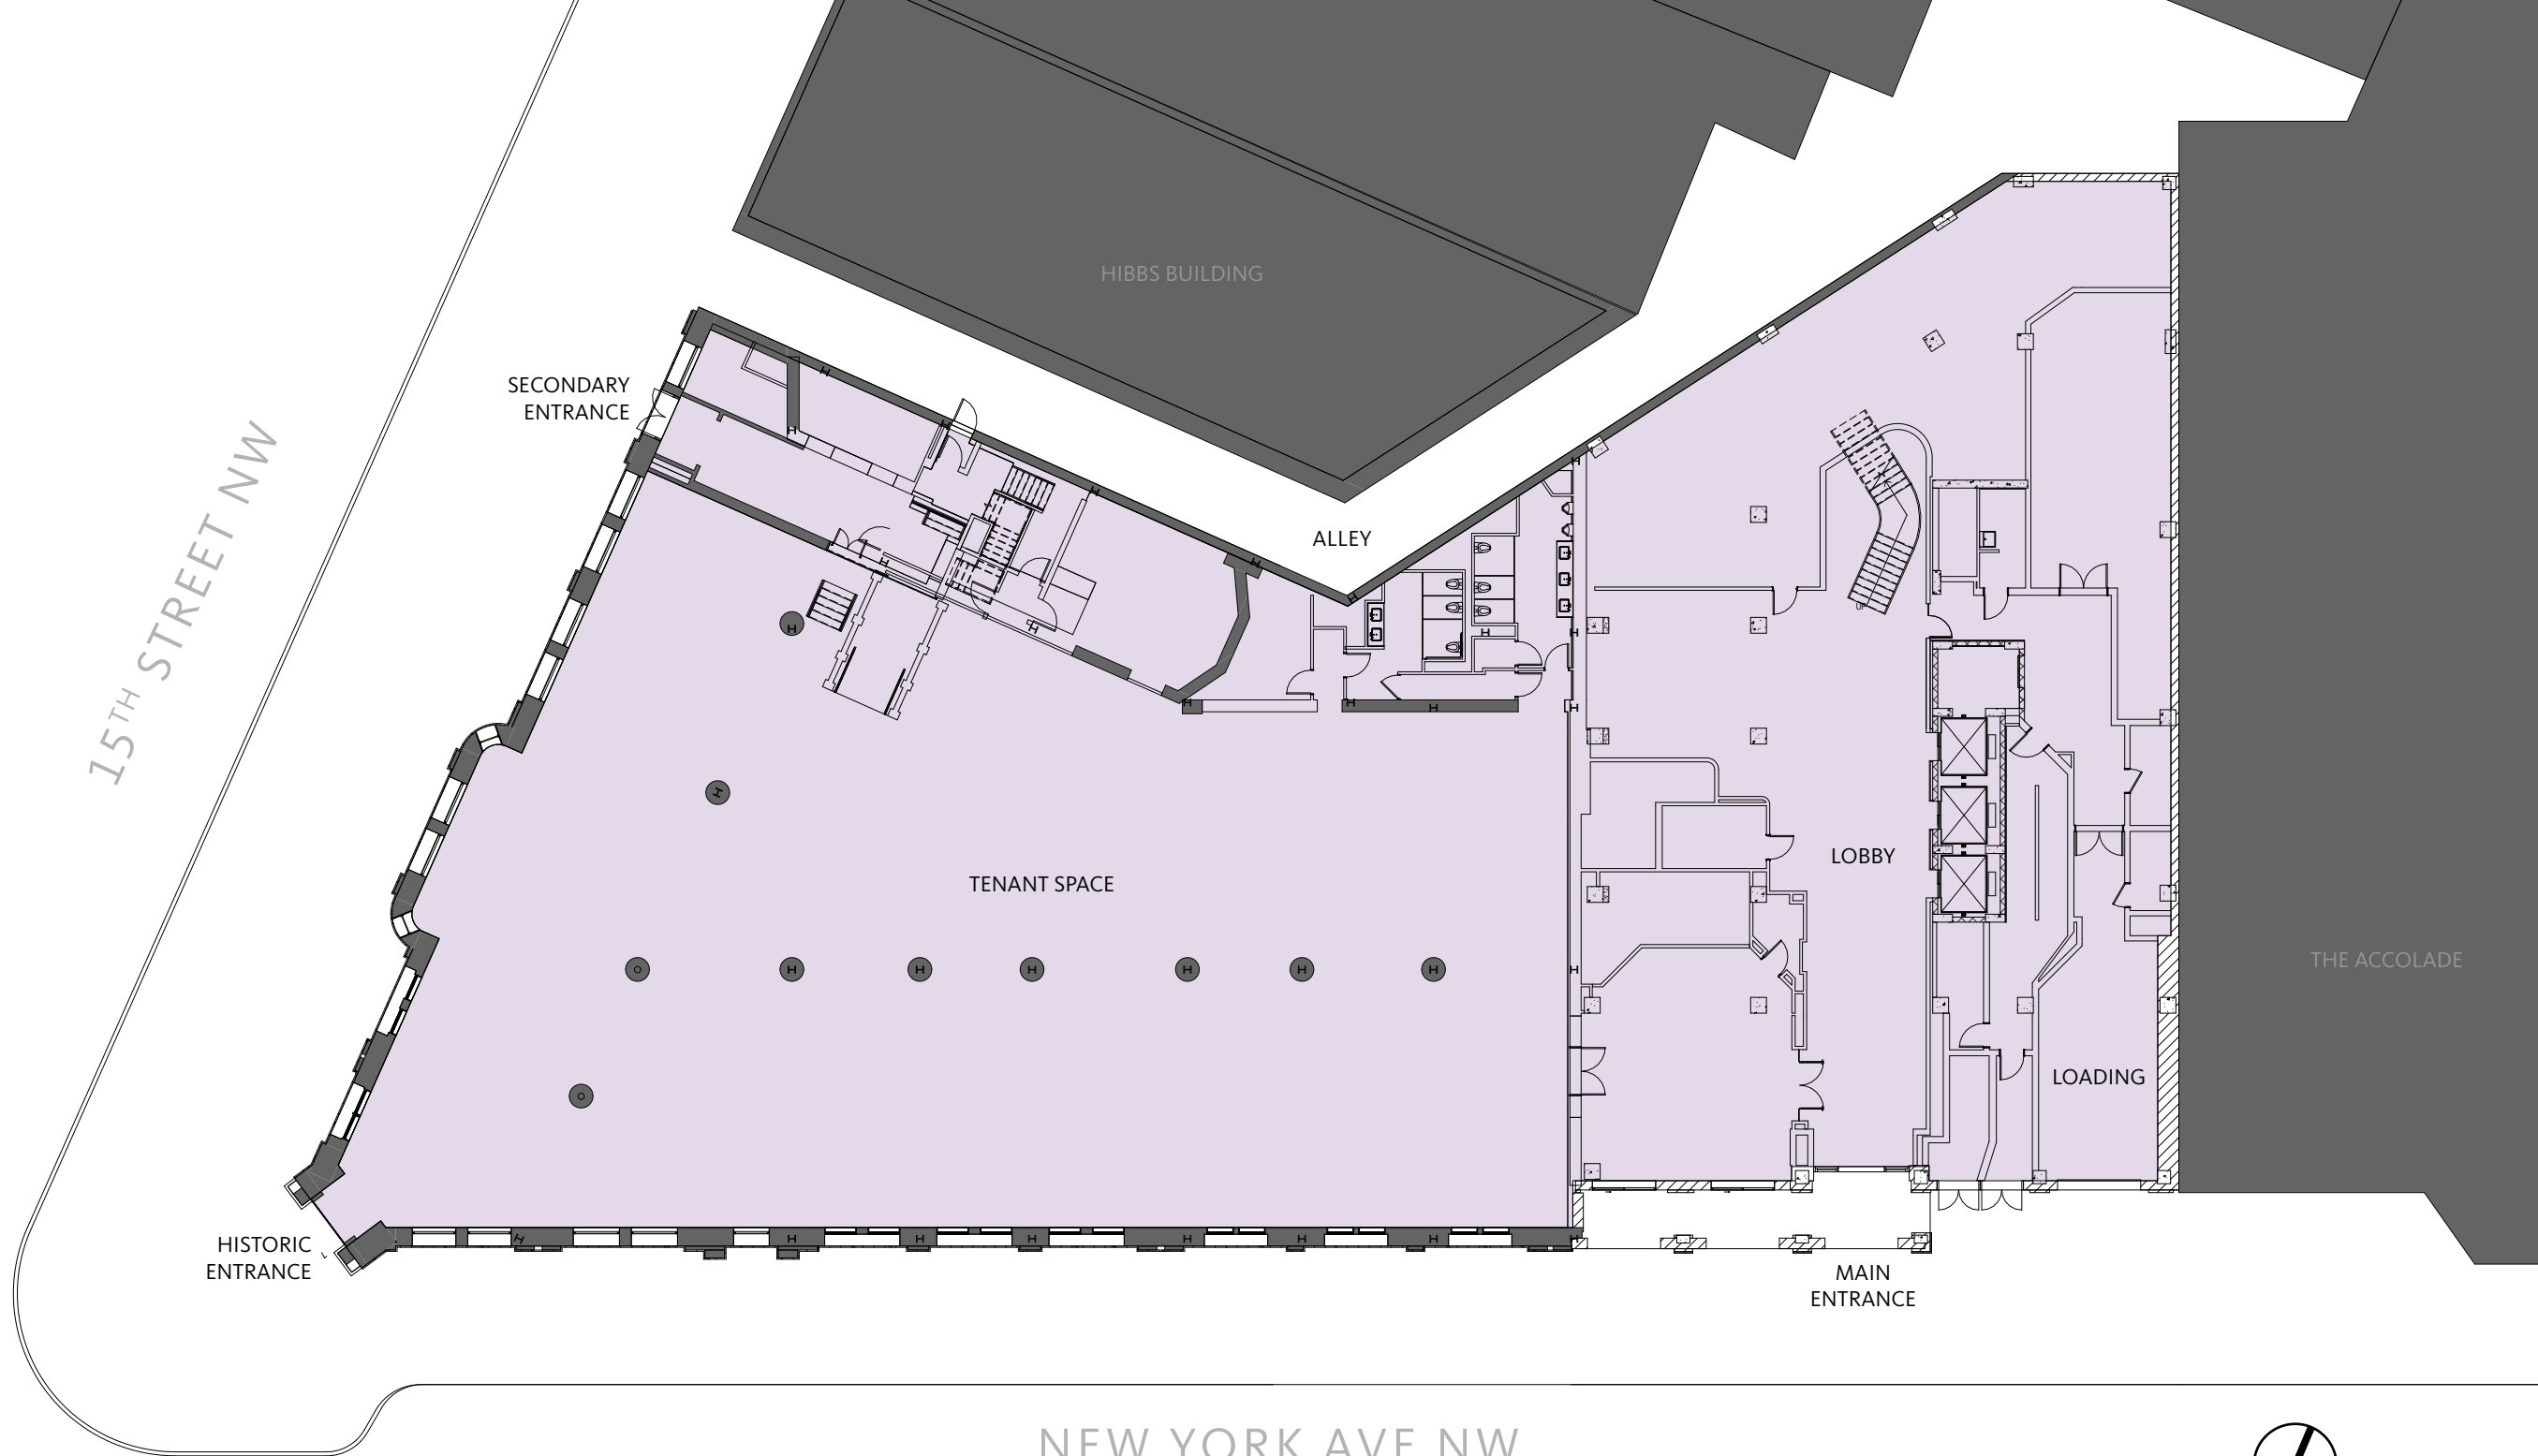 HIBBS BUILDING
SECONDARY
ENTRANCE
15TH STREET NW
ALLEY
LOBBY
TENANT SPACE
THE ACCOLADE
LOADING
HISTORIC
ENTRANCE
MAIN
ENTRANCE
NEW YORK AVE NW